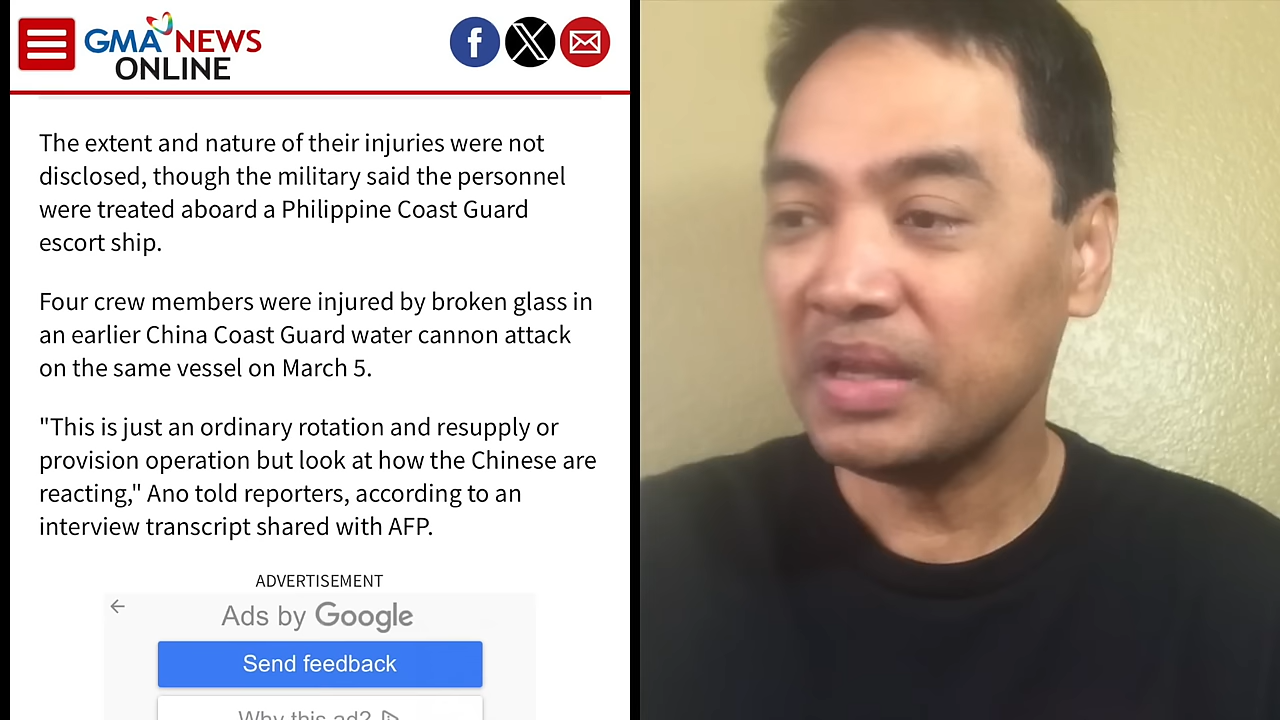 GMA NEWS
ONLINE
The extent and nature of their injuries were not
disclosed, though the military said the personnel
were treated aboard a Philippine Coast Guard
escort ship.
Four crew members were injured by broken glass in
an earlier China Coast Guard water cannon attack
on the same vessel on March 5.
"This is just an ordinary rotation and resupply or
provision operation but look at how the Chinese are
reacting," Ano told reporters, according to an
interview transcript shared with AFP.
ADVERTISEMENT
Ads by Google
Send feedback
Why this ad?